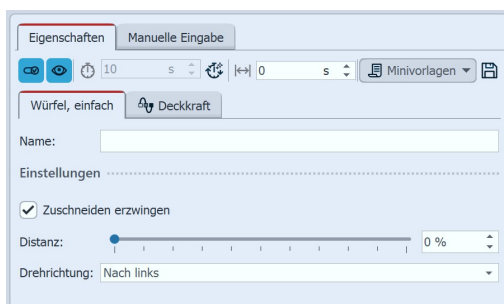 Eigenschaften Manuelle Eingabe
10 s 0 s Minivorlagen
Würfel, einfach Deckkraft
Name:
Einstellungen
Zuschneiden erzwingen
Distanz: 0 %
Drehrichtung: Nach links